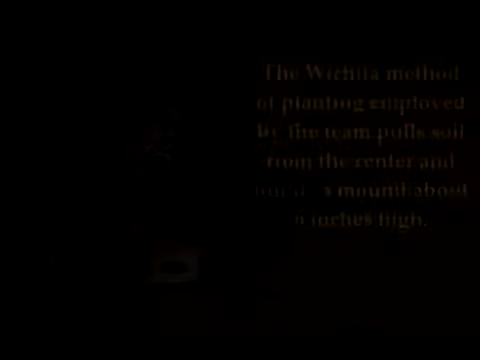 The Wichita method
of planting employed
by the team pulls soil
from the center and
a mound about
inches high.